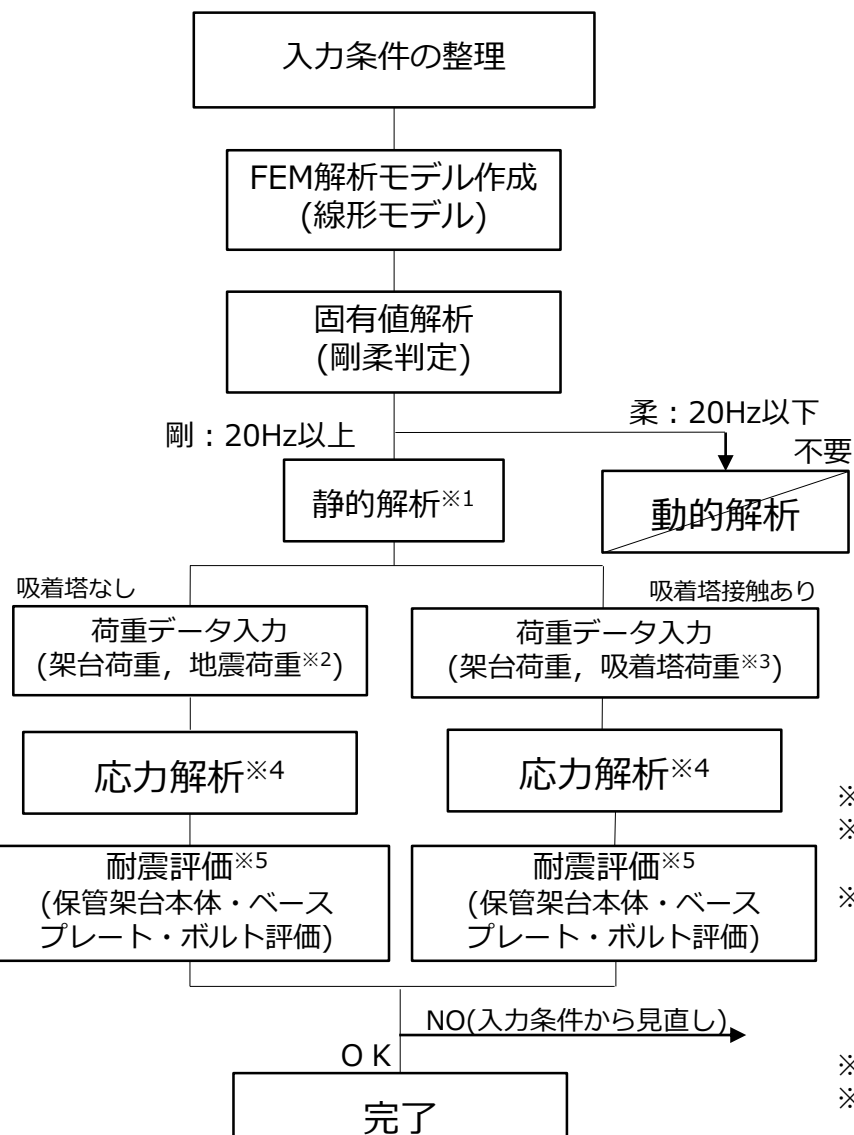 入力条件の整理
FEM解析モデル作成
(線形モデル)
固有値解析
(剛柔判定)
剛：20Hz以上
柔：20Hz以下
不要
静的解析※1
動的解析
吸着塔なし
吸着塔接触あり
荷重データ入力
(架台荷重，地震荷重※2)
荷重データ入力
(架台荷重，吸着塔荷重※3)
応力解析※4
応力解析※4
※
※
※
耐震評価※5
(保管架台本体・ベース
プレート・ボルト評価)
耐震評価※5
(保管架台本体・ベース
プレート・ボルト評価)
NO(入力条件から見直し)
ＯＫ
※
※
完了